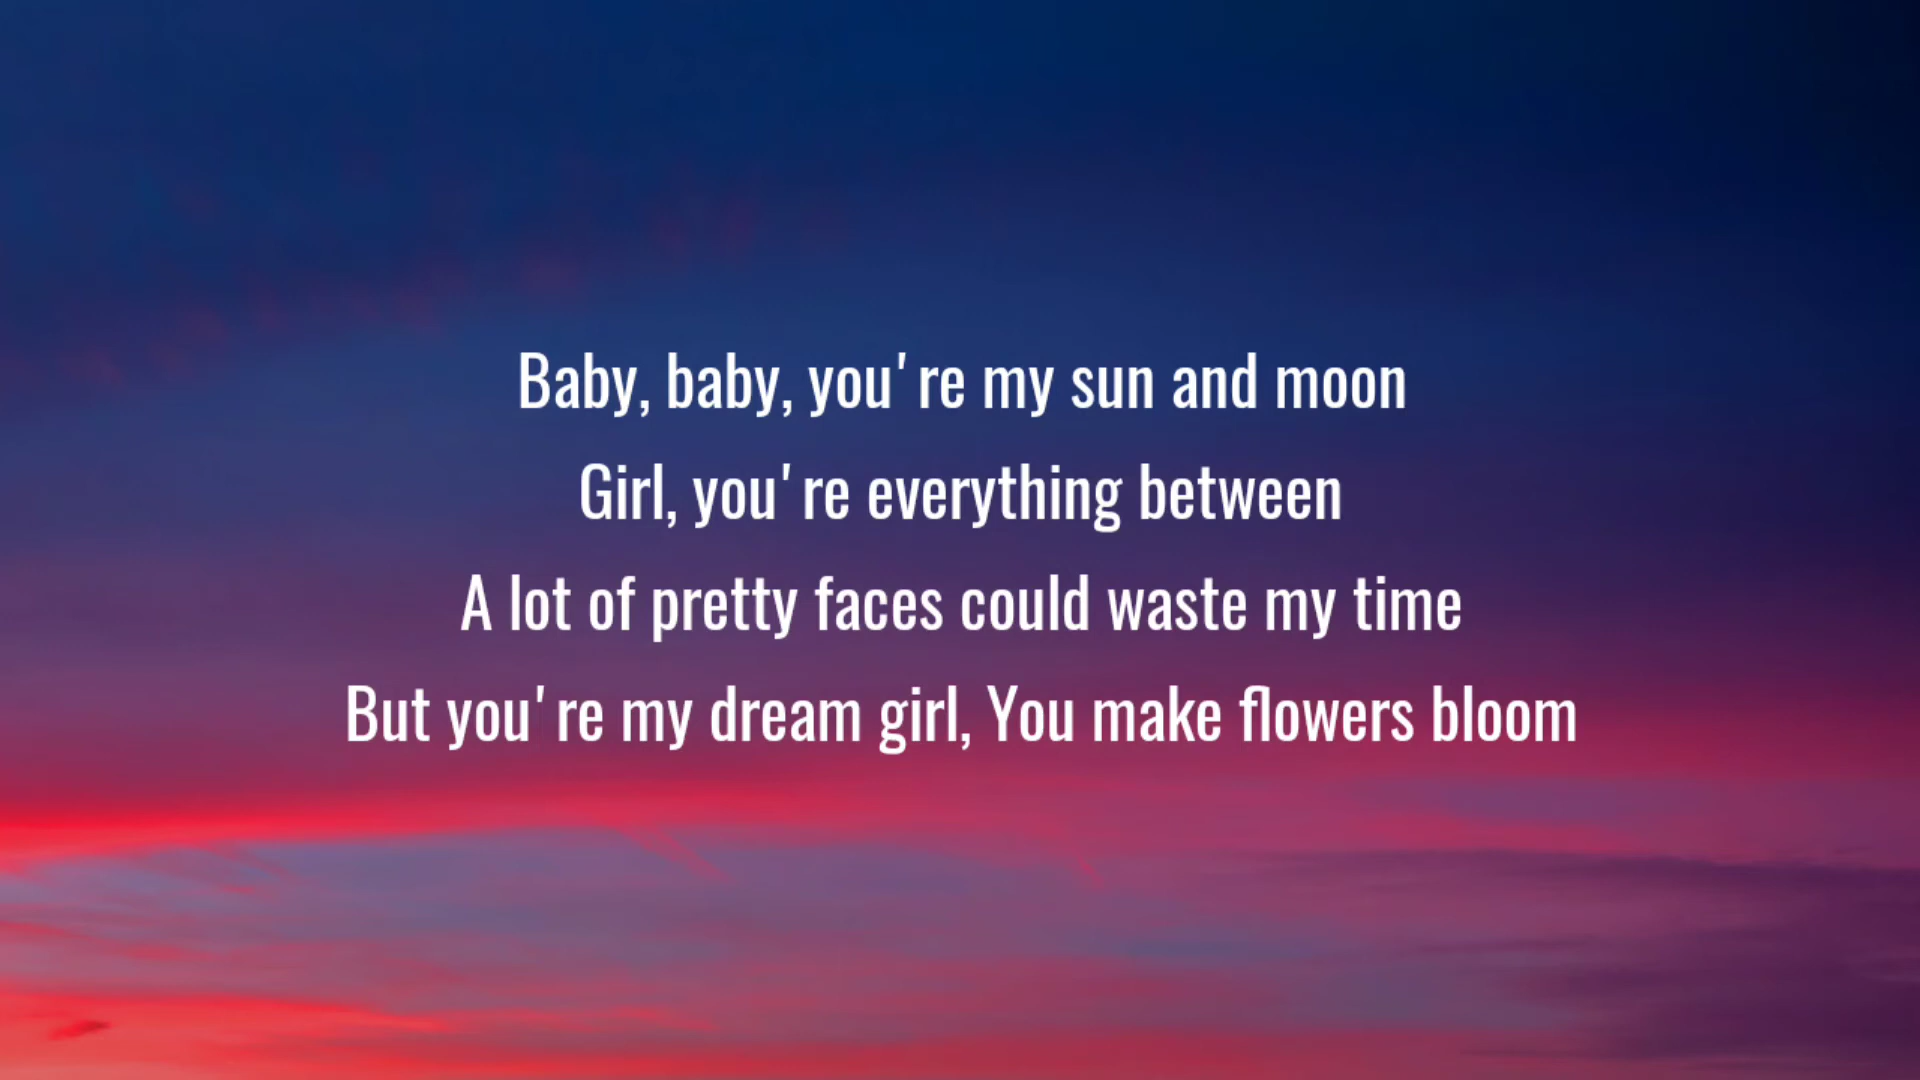 Baby, baby, you're my sun and moon
Girl, you're everything between
A lot of pretty faces could waste my time
But you're my dream girl, You make flowers bloom